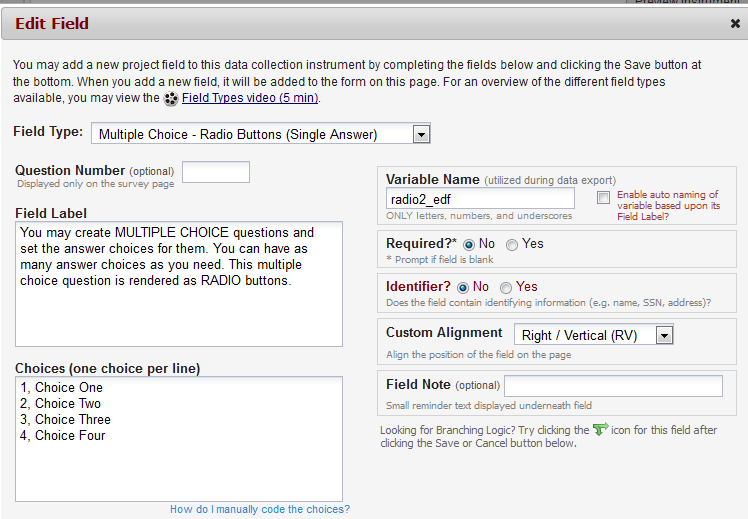 Edit Field
You may add a new project field to this data collection instrument by completing the fields below and clicking the Save button at
the bottom. When you add a new field, it will be added to the form on this page. For an overview of the different field types
available, you may view the Field Types video (5 min).
Field Type: Multiple Choice - Radio Buttons (Single Answer)
Question Number (optional)
Displayed only on the survey page
Field Label
You may create MULTIPLE CHOICE questions and
set the answer choices for them. You can have as
many answer choices as you need. This multiple
choice question is rendered as RADIO buttons.
Choices (one choice per line)
1, Choice One
2, Choice Two
3, Choice Three
4, Choice Four
How do I manually code the choices?
Variable Name (utilized during data export)
radio2_edf
ONLY letters, numbers, and underscores
Enable auto naming of
variable based upon its
Field Label?
Required?* No Yes
* Prompt if field is blank
Identifier? No Yes
Does the field contain identifying information (e.g. name, SSN, address)?
Custom Alignment Right / Vertical (RV)
Align the position of the field on the page
Field Note (optional)
Small reminder text displayed underneath field
Looking for Branching Logic? Try clicking the icon for this field after
clicking the Save or Cancel button below.